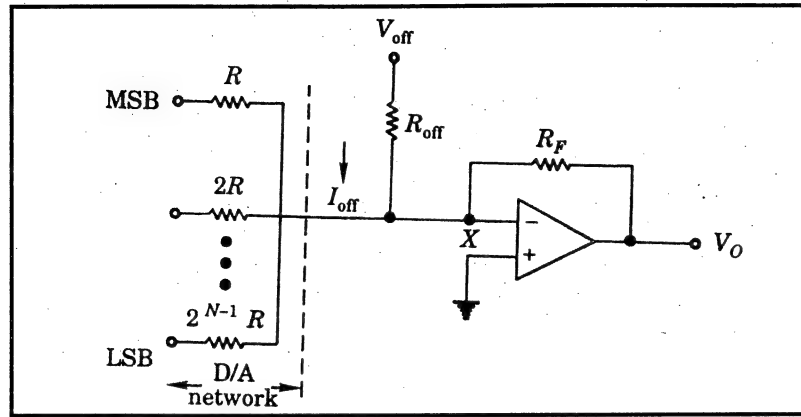 V_off
R
MSB
R_off
R_F
2R
I_off
X
−
+
V_O
2^{N-1} R
LSB
D/A
network